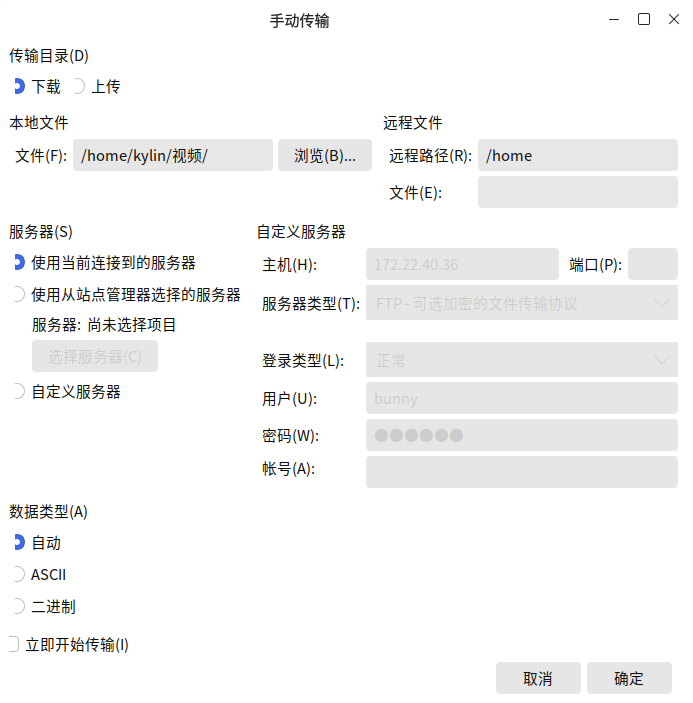 手动传输
传输目录(D)
下载 上传
本地文件 远程文件
文件(F): /home/kylin/视频/ 浏览(B)... 远程路径(R): /home
文件(E):
服务器(S) 自定义服务器
使用当前连接到的服务器 主机(H): 172.22.40.36 端口(P):
使用从站点管理器选择的服务器 服务器类型(T): FTP - 可选加密的文件传输协议
服务器: 尚未选择项目
选择服务器(C) 登录类型(L): 正常
自定义服务器 用户(U): bunny
密码(W): ●●●●●●
帐号(A):
数据类型(A)
自动
ASCII
二进制
立即开始传输(I)
取消 确定